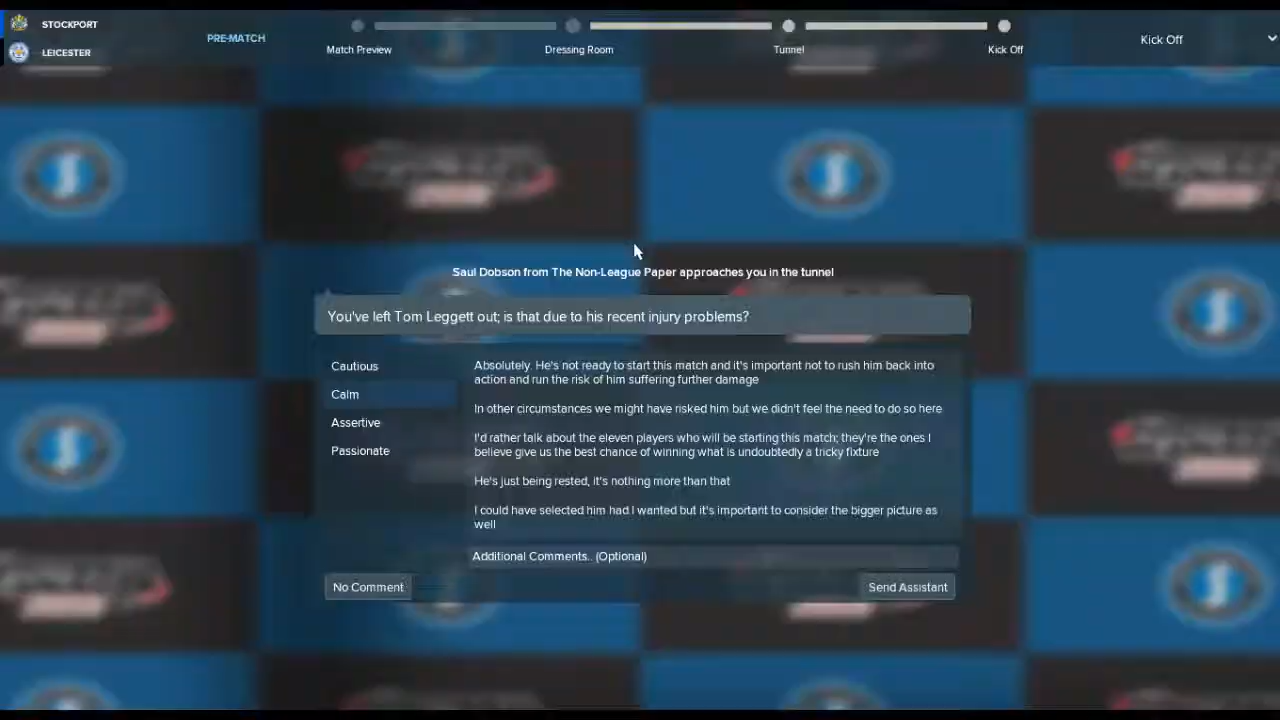 STOCKPORT
LEICESTER
PRE-MATCH
Match Preview
Dressing Room
Tunnel
Kick Off
Kick Off
Saul Dobson from The Non-League Paper approaches you in the tunnel
You've left Tom Leggett out; is that due to his recent injury problems?
Cautious
Calm
Assertive
Passionate
Absolutely. He's not ready to start this match and it's important not to rush him back into
action and run the risk of him suffering further damage
In other circumstances we might have risked him but we didn't feel the need to do so here
I'd rather talk about the eleven players who will be starting this match; they're the ones I
believe give us the best chance of winning what is undoubtedly a tricky fixture
He's just being rested, it's nothing more than that
I could have selected him had I wanted but it's important to consider the bigger picture as
well
Additional Comments.. (Optional)
No Comment
Send Assistant